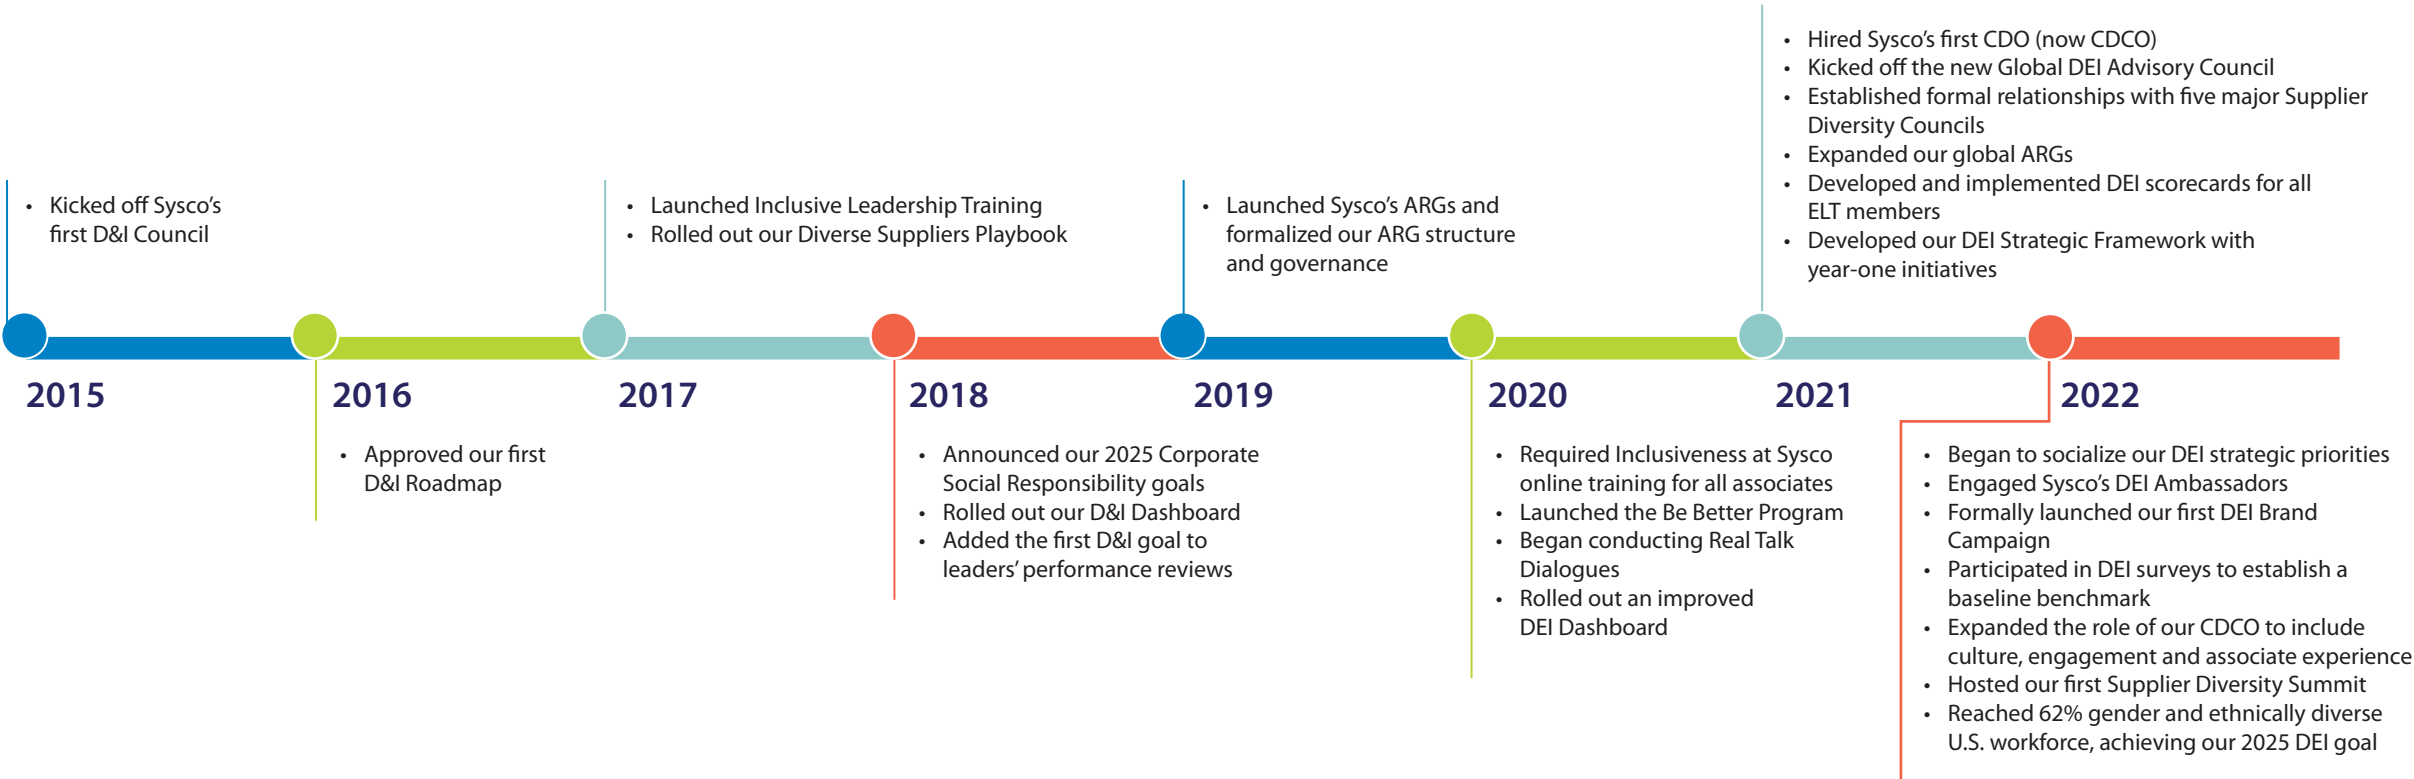 • Kicked off Sysco’s
first D&I Council
2015
2016
• Approved our first
D&I Roadmap
• Launched Inclusive Leadership Training
• Rolled out our Diverse Suppliers Playbook
2017
2018
• Announced our 2025 Corporate
Social Responsibility goals
• Rolled out our D&I Dashboard
• Added the first D&I goal to
leaders’ performance reviews
• Launched Sysco’s ARGs and
formalized our ARG structure
and governance
2019
2020
• Required Inclusiveness at Sysco
online training for all associates
• Launched the Be Better Program
• Began conducting Real Talk
Dialogues
• Rolled out an improved
DEI Dashboard
• Hired Sysco’s first CDO (now CDCO)
• Kicked off the new Global DEI Advisory Council
• Established formal relationships with five major Supplier
Diversity Councils
• Expanded our global ARGs
• Developed and implemented DEI scorecards for all
ELT members
• Developed our DEI Strategic Framework with
year-one initiatives
2021
2022
• Began to socialize our DEI strategic priorities
• Engaged Sysco’s DEI Ambassadors
• Formally launched our first DEI Brand
Campaign
• Participated in DEI surveys to establish a
baseline benchmark
• Expanded the role of our CDCO to include
culture, engagement and associate experience
• Hosted our first Supplier Diversity Summit
• Reached 62% gender and ethnically diverse
U.S. workforce, achieving our 2025 DEI goal